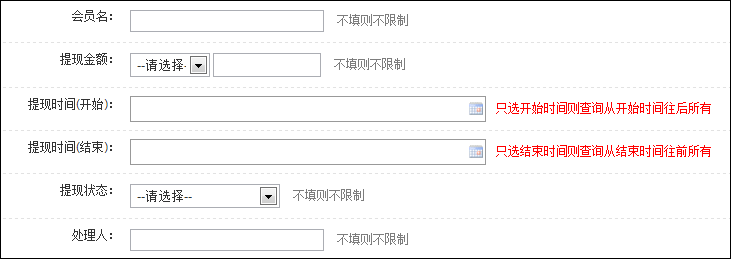 会员名： 不填则不限制
提现金额： --请选择- 不填则不限制
提现时间(开始)： 只选开始时间则查询从开始时间往后所有
提现时间(结束)： 只选结束时间则查询从结束时间往前所有
提现状态： --请选择-- 不填则不限制
处理人： 不填则不限制